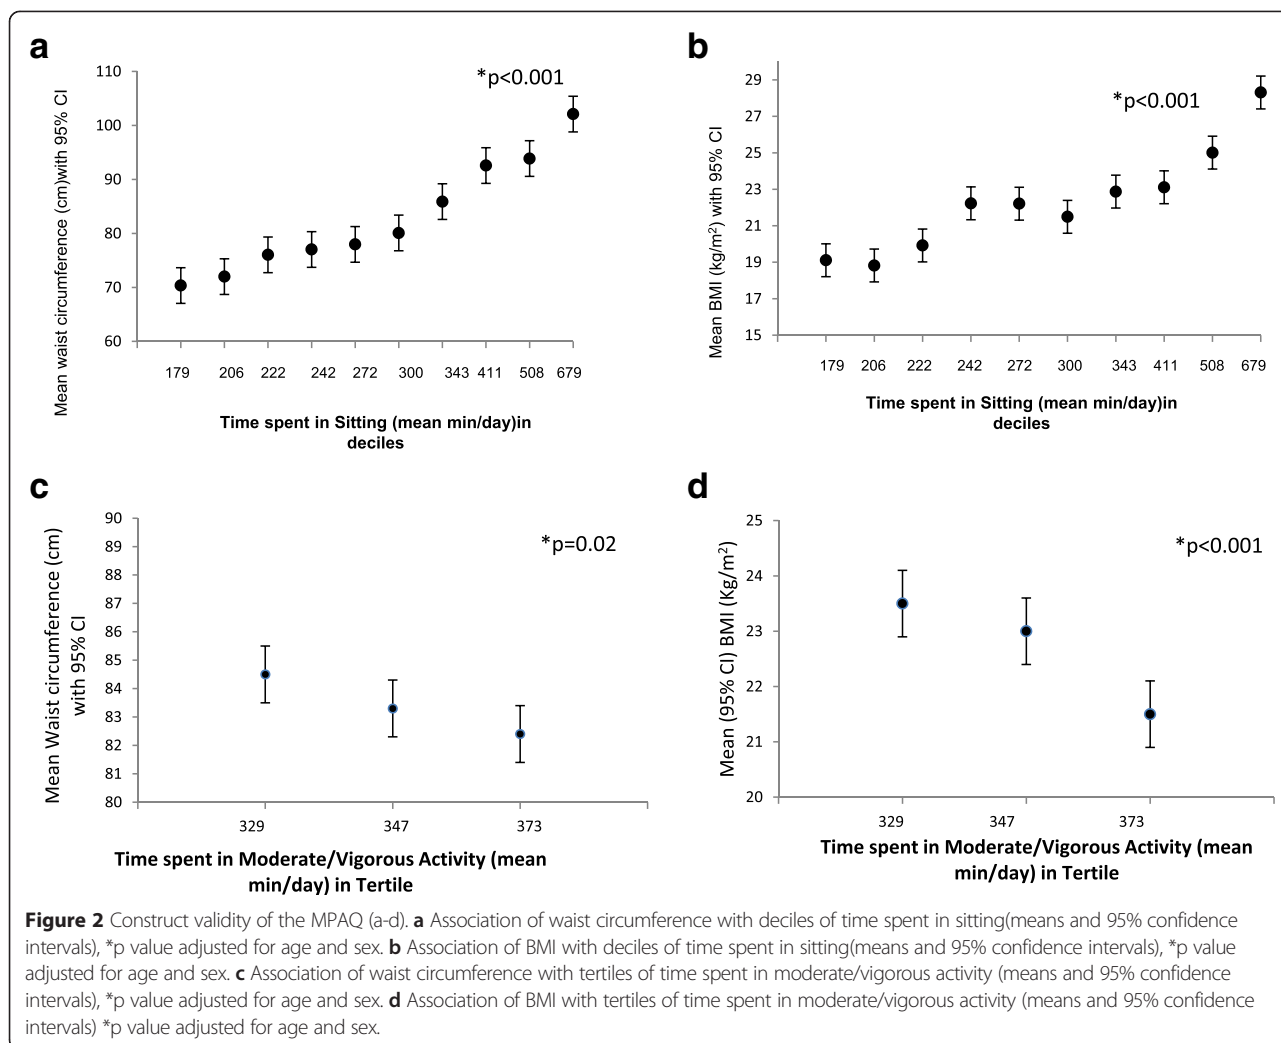 a
*p<0.001
Mean waist circumference (cm)with 95% CI
110
100
90
80
70
60
179 206 222 242 272 300 343 411 508 679
Time spent in Sitting (mean min/day)in
deciles
b
*p<0.001
Mean BMI (kg/m²) with 95% CI
29
27
25
23
21
19
17
15
179 206 222 242 272 300 343 411 508 679
Time spent in Sitting (mean min/day)in
deciles
c
*p=0.02
Mean Waist circumference (cm)
with 95% CI
90
89
88
87
86
85
84
83
82
81
80
329 347 373
Time spent in Moderate/Vigorous Activity (mean
min/day) in Tertile
d
*p<0.001
Mean (95% CI) BMI (Kg/m²)
25
24
23
22
21
20
329 347 373
Time spent in Moderate/Vigorous Activity (mean
min/day) in Tertile
Figure 2 Construct validity of the MPAQ (a-d). a Association of waist circumference with deciles of time spent in sitting(means and 95% confidence
intervals), *p value adjusted for age and sex. b Association of BMI with deciles of time spent in sitting(means and 95% confidence intervals), *p value
adjusted for age and sex. c Association of waist circumference with tertiles of time spent in moderate/vigorous activity (means and 95% confidence
intervals), *p value adjusted for age and sex. d Association of BMI with tertiles of time spent in moderate/vigorous activity (means and 95% confidence
intervals) *p value adjusted for age and sex.